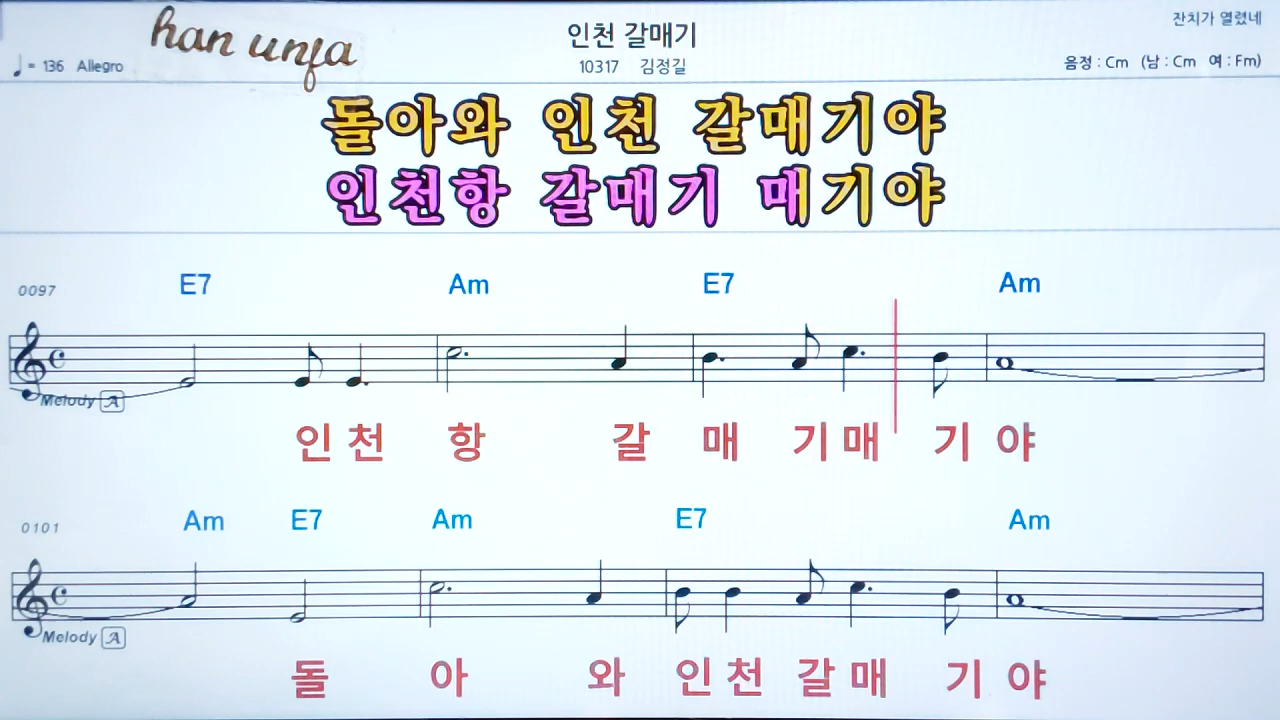 han unfa
인천 갈매기
잔치가 열렸네
♩= 136 Allegro
10317 김정길
음정 : Cm (남 : Cm 여 : Fm)
돌아와 인천 갈매기야
인천항 갈매기 매기야
0097 E7 Am E7 Am
Melody A
인 천 항 갈 매 기 매 기 야
0101 Am E7 Am E7 Am
Melody A
돌 아 와 인 천 갈 매 기 야